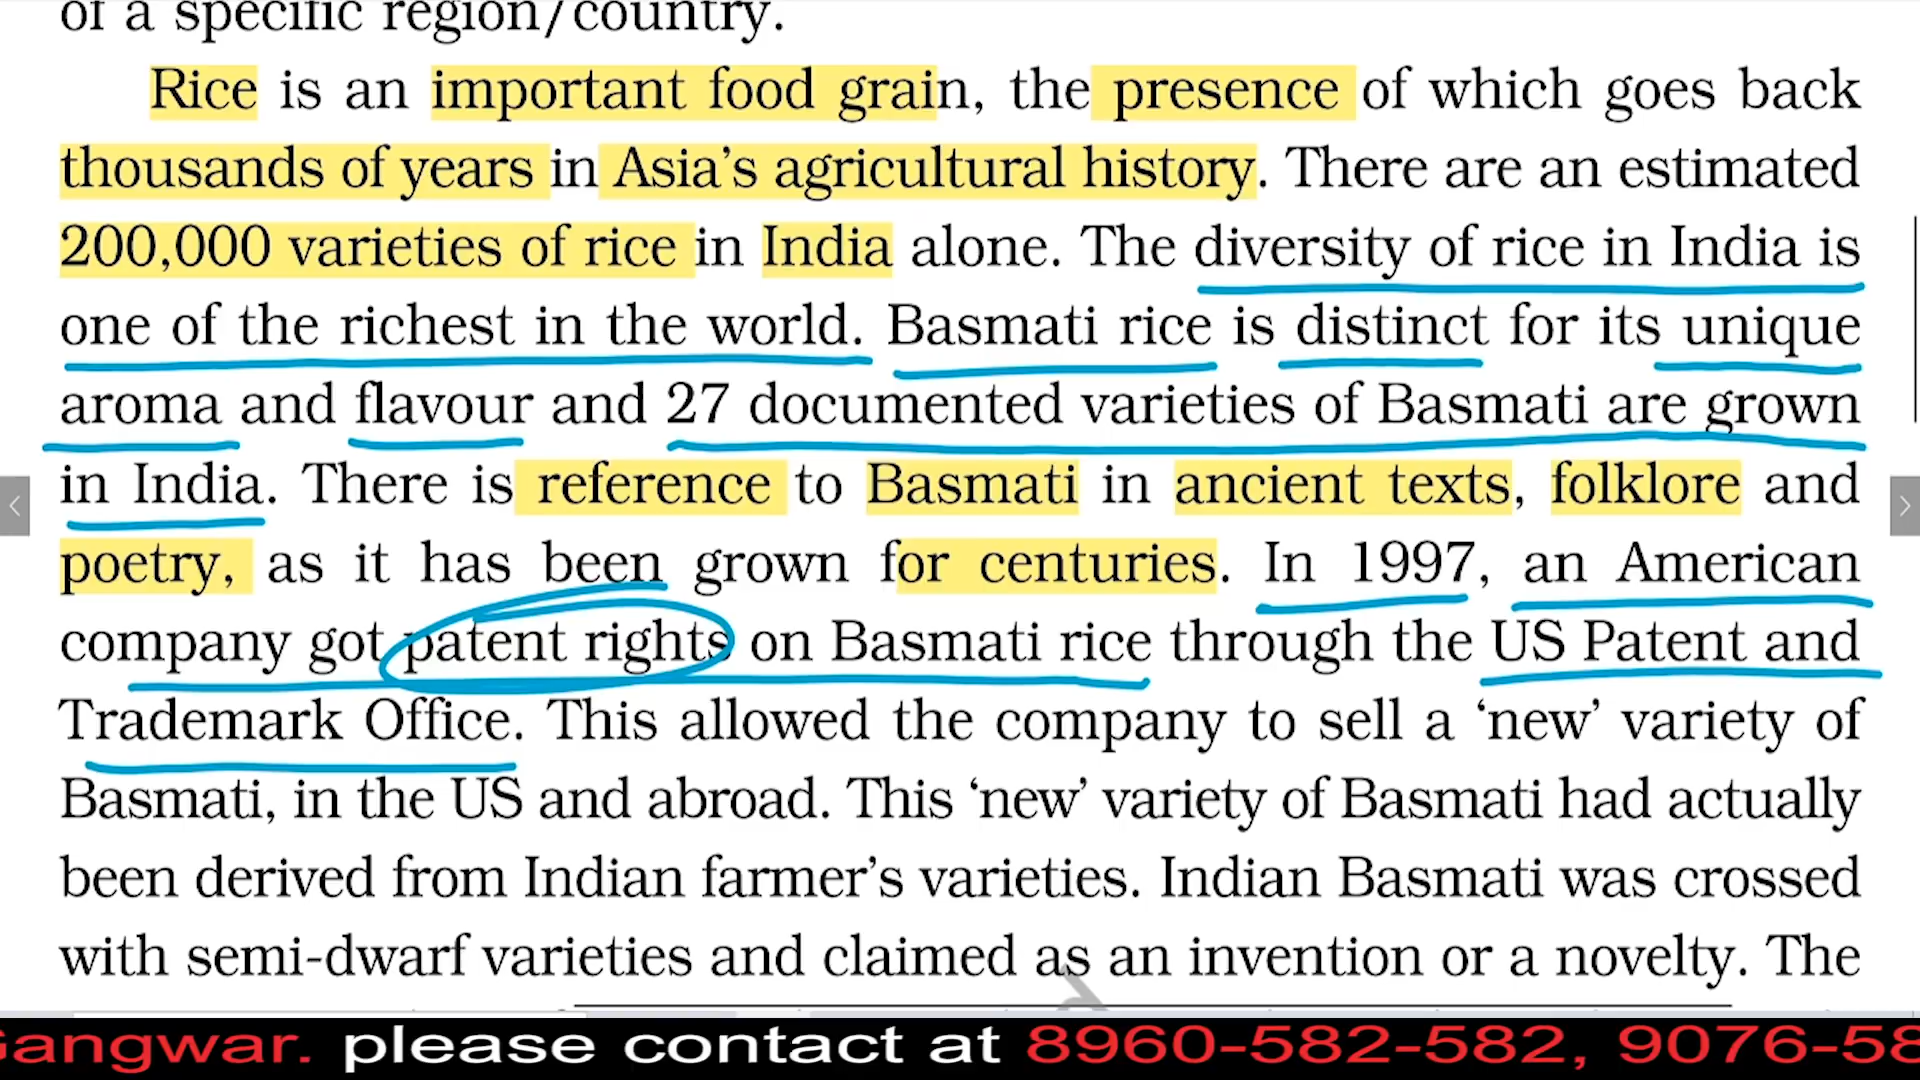 of a specific region/country.
Rice is an important food grain, the presence of which goes back
thousands of years in Asia’s agricultural history. There are an estimated
200,000 varieties of rice in India alone. The diversity of rice in India is
one of the richest in the world. Basmati rice is distinct for its unique
aroma and flavour and 27 documented varieties of Basmati are grown
in India. There is reference to Basmati in ancient texts, folklore and
poetry, as it has been grown for centuries. In 1997, an American
company got patent rights on Basmati rice through the US Patent and
Trademark Office. This allowed the company to sell a ‘new’ variety of
Basmati, in the US and abroad. This ‘new’ variety of Basmati had actually
been derived from Indian farmer’s varieties. Indian Basmati was crossed
with semi-dwarf varieties and claimed as an invention or a novelty. The
Gangwar. please contact at 8960-582-582, 9076-58